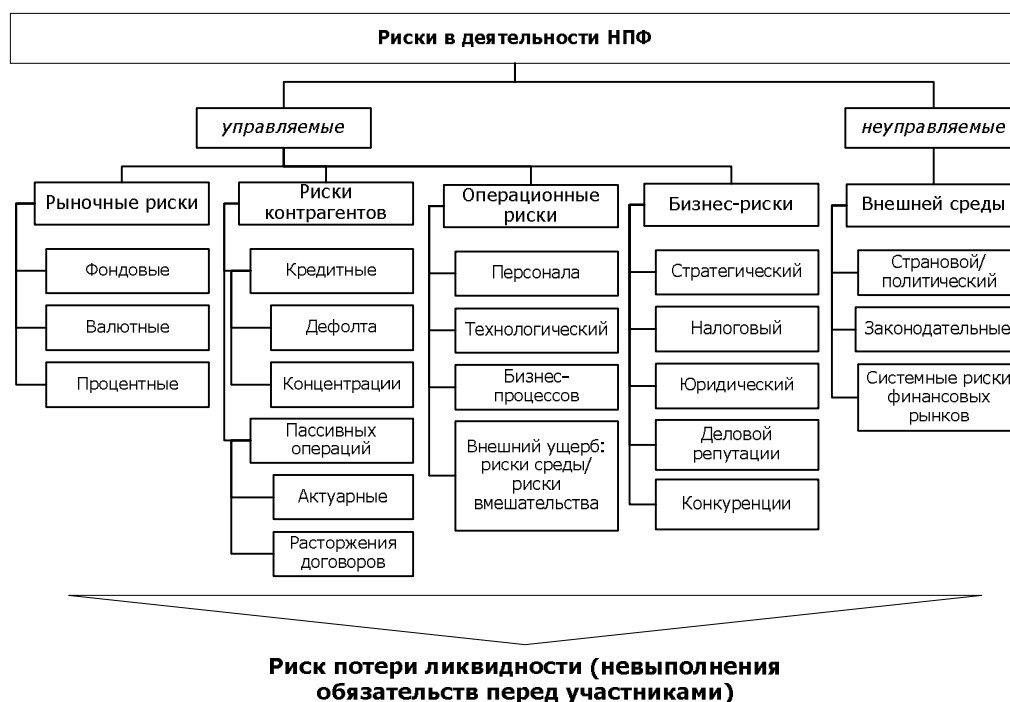 Риски в деятельности НПФ
управляемые
неуправляемые
Рыночные риски
Фондовые
Валютные
Процентные
Риски
контрагентов
Кредитные
Дефолта
Концентрации
Пассивных
операций
Актуарные
Расторжения
договоров
Операционные
риски
Персонала
Технологический
Бизнес-
процессов
Внешний ущерб:
риски среды/
риски
вмешательства
Бизнес-риски
Стратегический
Налоговый
Юридический
Деловой
репутации
Конкуренции
Внешней среды
Страновой/
политический
Законодательные
Системные риски
финансовых
рынков
Риск потери ликвидности (невыполнения
обязательств перед участниками)